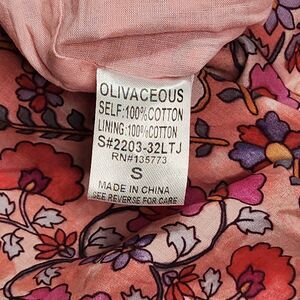 OLIVACEOUS
SELF:100%COTTON
LINING:100%COTTON
S#2203-32LTJ
RN#135773
S
MADE IN CHINA
SEE REVERSE FOR CARE